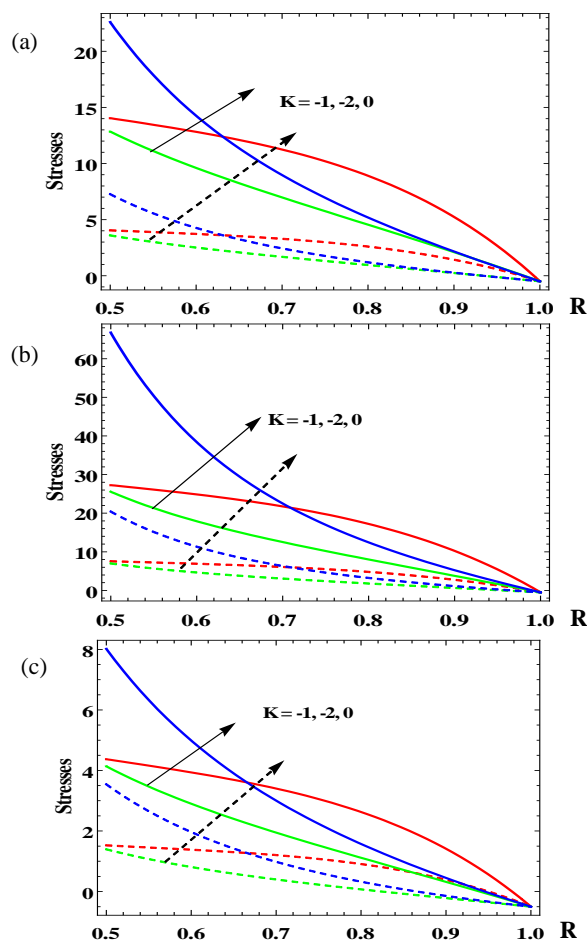 (a)
20
15
10
5
0
Stresses
K = -1, -2, 0
0.5 0.6 0.7 0.8 0.9 1.0 R
(b)
60
50
40
30
20
10
0
Stresses
K = -1, -2, 0
0.5 0.6 0.7 0.8 0.9 1.0 R
(c)
8
6
4
2
0
Stresses
K = -1, -2, 0
0.5 0.6 0.7 0.8 0.9 1.0 R